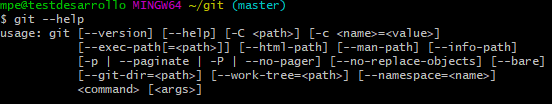 mpe@testdesarrollo MINGW64 ~/git (master)
$ git --help
usage: git [--version] [--help] [-C <path>] [-c <name>=<value>]
[--exec-path[=<path>]] [--html-path] [--man-path] [--info-path]
[-p | --paginate | -P | --no-pager] [--no-replace-objects] [--bare]
[--git-dir=<path>] [--work-tree=<path>] [--namespace=<name>]
<command> [<args>]